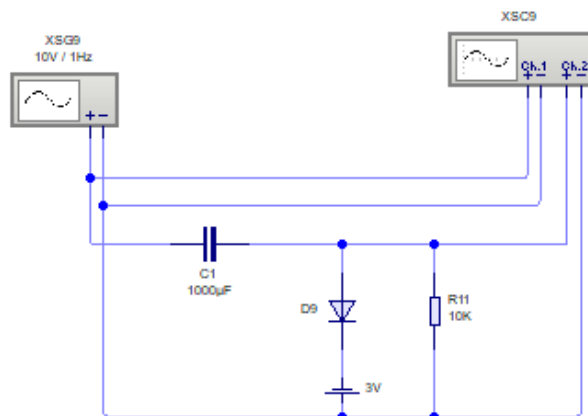 XSC9
XSG9
10V / 1Hz
Ch.1 Ch.2
+ − + −
+ −
C1
1000µF
D9
R11
10K
3V